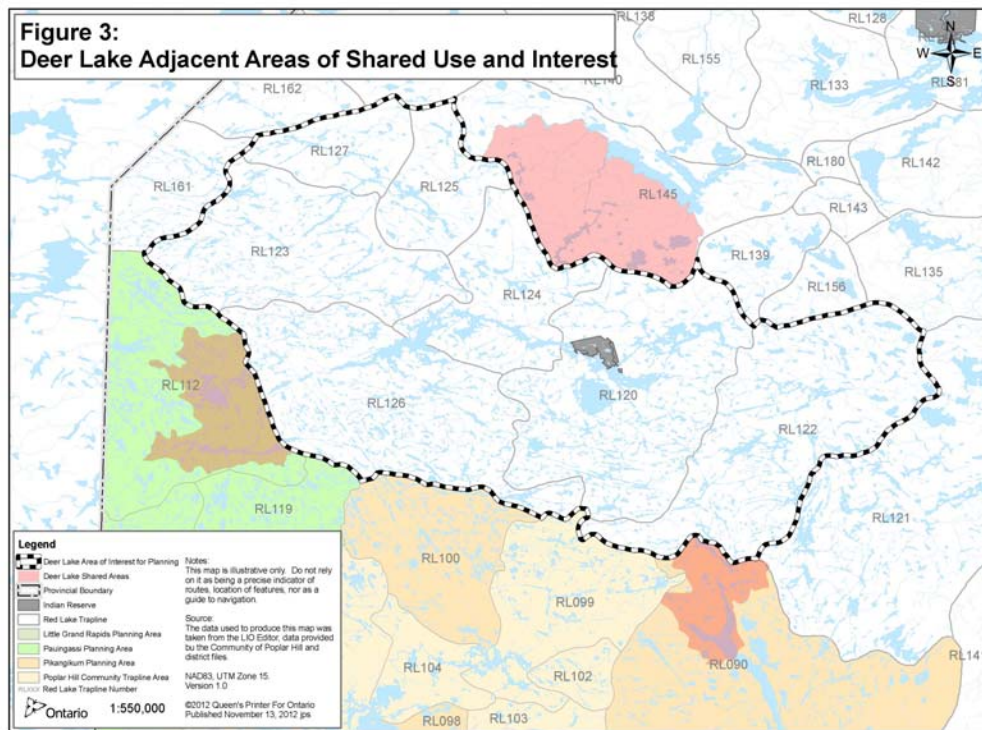 Figure 3:
Deer Lake Adjacent Areas of Shared Use and Interest
N
W E
S
RL138
RL128
RL155
RL162
RL133
RL127
RL180
RL142
RL125
RL161
RL145
RL143
RL123
RL139
RL135
RL156
RL124
RL112
RL126
RL120
RL122
RL119
RL121
RL100
RL099
RL090
RL104
RL102
RL098
RL103
Legend
Deer Lake Area of Interest for Planning
Deer Lake Shared Areas
Provincial Boundary
Indian Reserve
Red Lake Trapline
Little Grand Rapids Planning Area
Pauingassi Planning Area
Pikangikum Planning Area
Poplar Hill Community Trapline Area
RLXXX Red Lake Trapline Number
Ontario
1:550,000
Notes:
This map is illustrative only. Do not rely
on it as being a precise indicator of
routes, location of features, nor as a
guide to navigation.
Source:
The data used to produce this map was
taken from the LIO Editor, data provided
by the Community of Poplar Hill and
district files.
NAD83, UTM Zone 15.
Version 1.0
©2012 Queen's Printer For Ontario
Published November 13, 2012 jps